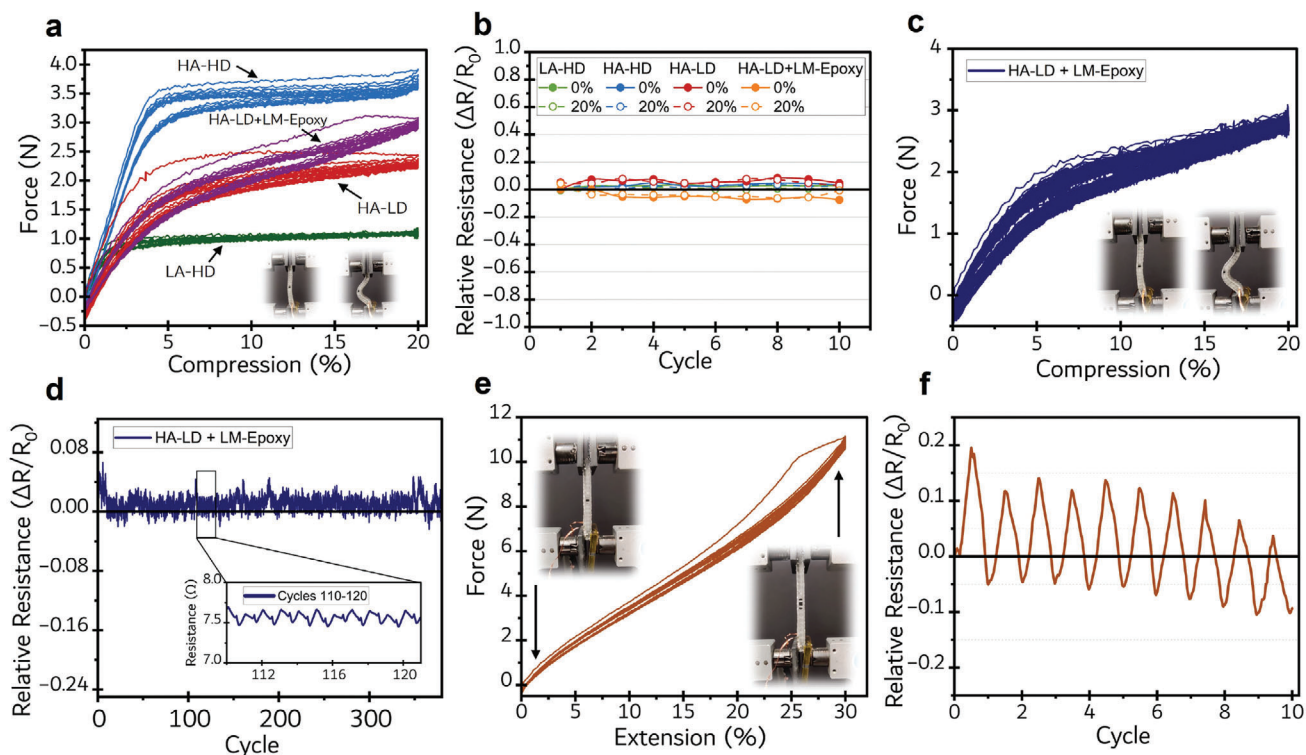 a
HA-HD
HA-LD+LM-Epoxy
HA-LD
LA-HD
Force (N)
4.0
3.5
3.0
2.5
2.0
1.5
1.0
0.5
0.0
−0.5
0 5 10 15 20
Compression (%)
b
LA-HD HA-HD HA-LD HA-LD+LM-Epoxy
0% 0% 0% 0%
20% 20% 20% 20%
Relative Resistance (ΔR/R0)
1.0
0.8
0.6
0.4
0.2
0.0
−0.2
−0.4
−0.6
−0.8
−1.0
0 2 4 6 8 10
Cycle
c
HA-LD + LM-Epoxy
Force (N)
4
3
2
1
0
0 5 10 15 20
Compression (%)
d
HA-LD + LM-Epoxy
Relative Resistance (ΔR/R0)
0.08
0.00
−0.08
−0.16
−0.24
Resistance (Ω)
8.0
7.5
7.0
Cycles 110-120
112 116 120
0 100 200 300
Cycle
e
Force (N)
12
10
8
6
4
2
0
0 5 10 15 20 25 30
Extension (%)
f
Relative Resistance (ΔR/R0)
0.2
0.1
0.0
−0.1
−0.2
0 2 4 6 8 10
Cycle